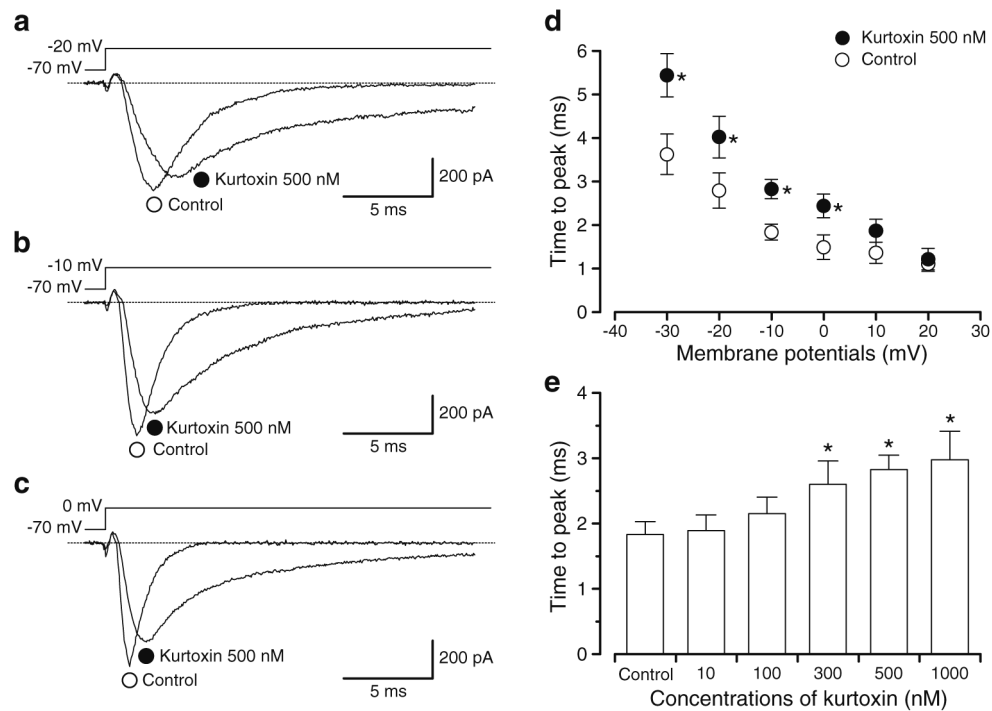 a
-20 mV
-70 mV
Kurtoxin 500 nM
Control
200 pA
5 ms
b
-10 mV
-70 mV
Kurtoxin 500 nM
Control
200 pA
5 ms
c
0 mV
-70 mV
Kurtoxin 500 nM
Control
200 pA
5 ms
d
Kurtoxin 500 nM
Control
Time to peak (ms)
6
5
4
3
2
1
0
* * * *
-40 -30 -20 -10 0 10 20 30
Membrane potentials (mV)
e
Time to peak (ms)
4
3
2
1
0
* * *
Control 10 100 300 500 1000
Concentrations of kurtoxin (nM)